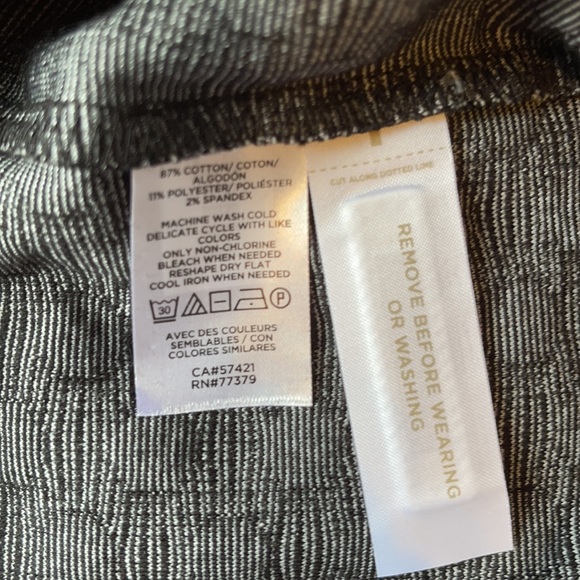 87% COTTON/ COTON/
ALGODÓN
11% POLYESTER/ POLIÉSTER
2% SPANDEX
MACHINE WASH COLD
DELICATE CYCLE WITH LIKE
COLORS
ONLY NON-CHLORINE
BLEACH WHEN NEEDED
RESHAPE DRY FLAT
COOL IRON WHEN NEEDED
30 P
AVEC DES COULEURS
SEMBLABLES / CON
COLORES SIMILARES
CA#57421
RN#77379
CUT ALONG DOTTED LINE
REMOVE BEFORE WEARING
OR WASHING